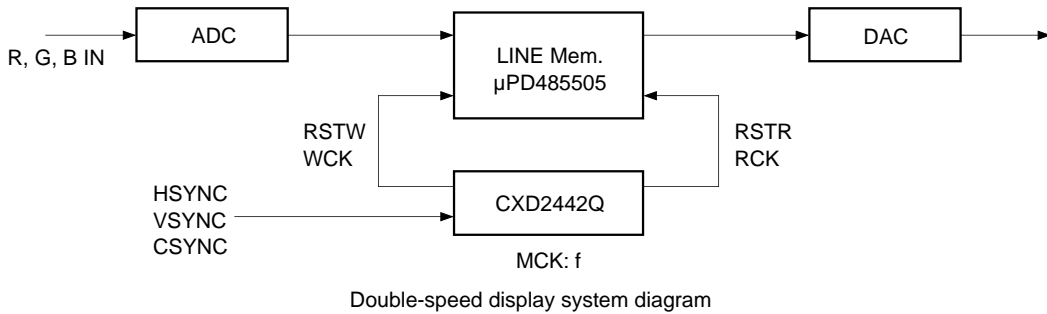 ADC
R, G, B IN
LINE Mem.
µPD485505
DAC
RSTW
WCK
RSTR
RCK
HSYNC
VSYNC
CSYNC
CXD2442Q
MCK: f
Double-speed display system diagram